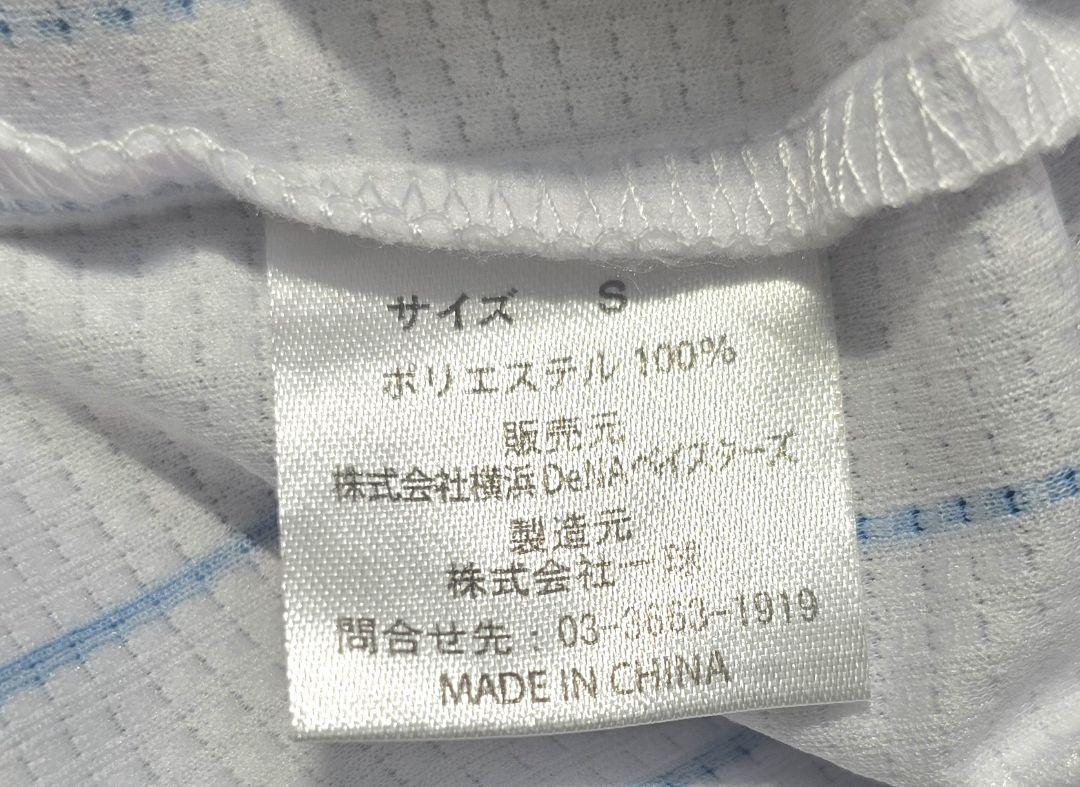 サイズ S
ポリエステル 100%
販売元
株式会社横浜DeNAベイスターズ
製造元
株式会社一球
問合せ先：03-3663-1919
MADE IN CHINA